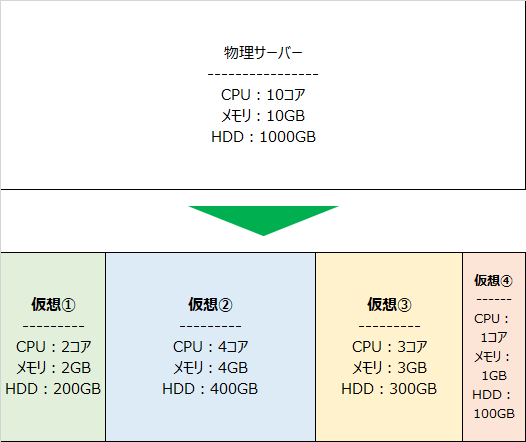 物理サーバー
----------------
CPU：10コア
メモリ：10GB
HDD：1000GB
仮想①
---------
CPU：2コア
メモリ：2GB
HDD：200GB
仮想②
---------
CPU：4コア
メモリ：4GB
HDD：400GB
仮想③
---------
CPU：3コア
メモリ：3GB
HDD：300GB
仮想④
------
CPU：
1コア
メモリ：
1GB
HDD：
100GB